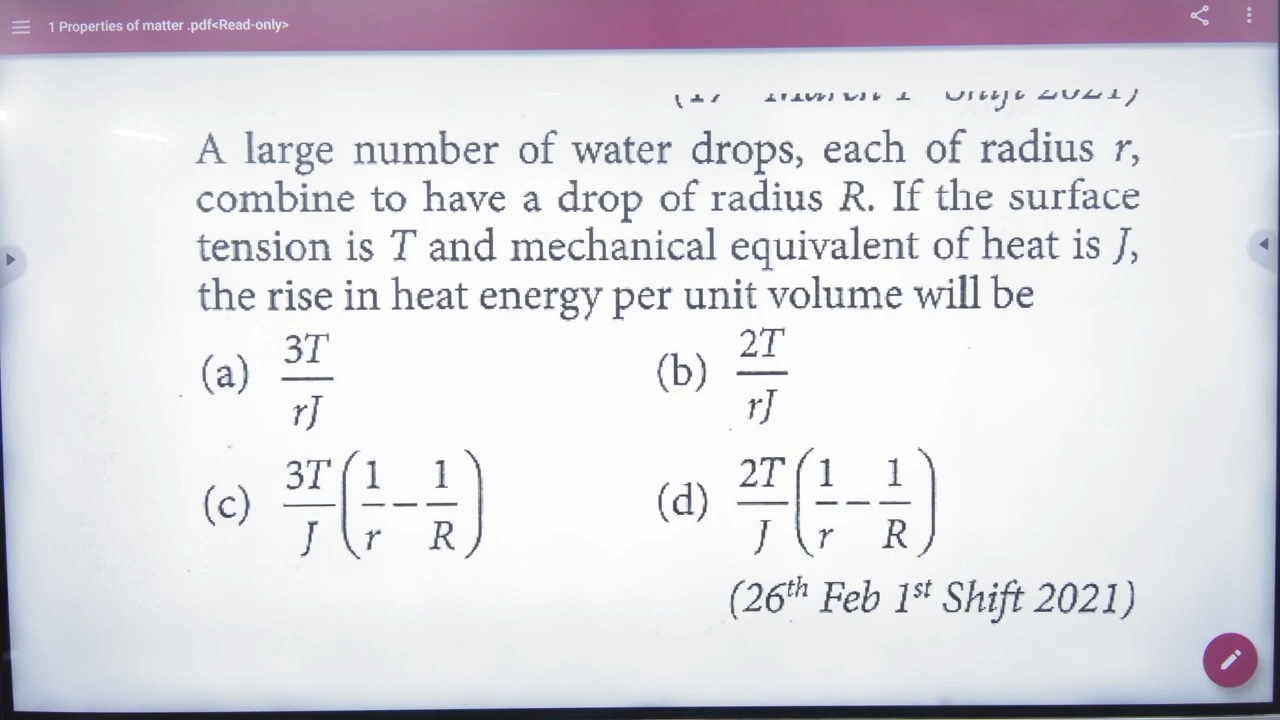 1 Properties of matter .pdf<Read-only>
A large number of water drops, each of radius r,
combine to have a drop of radius R. If the surface
tension is T and mechanical equivalent of heat is J,
the rise in heat energy per unit volume will be
(a) 3T/rJ (b) 2T/rJ
(c) 3T/J (1/r − 1/R) (d) 2T/J (1/r − 1/R)
(26th Feb 1st Shift 2021)